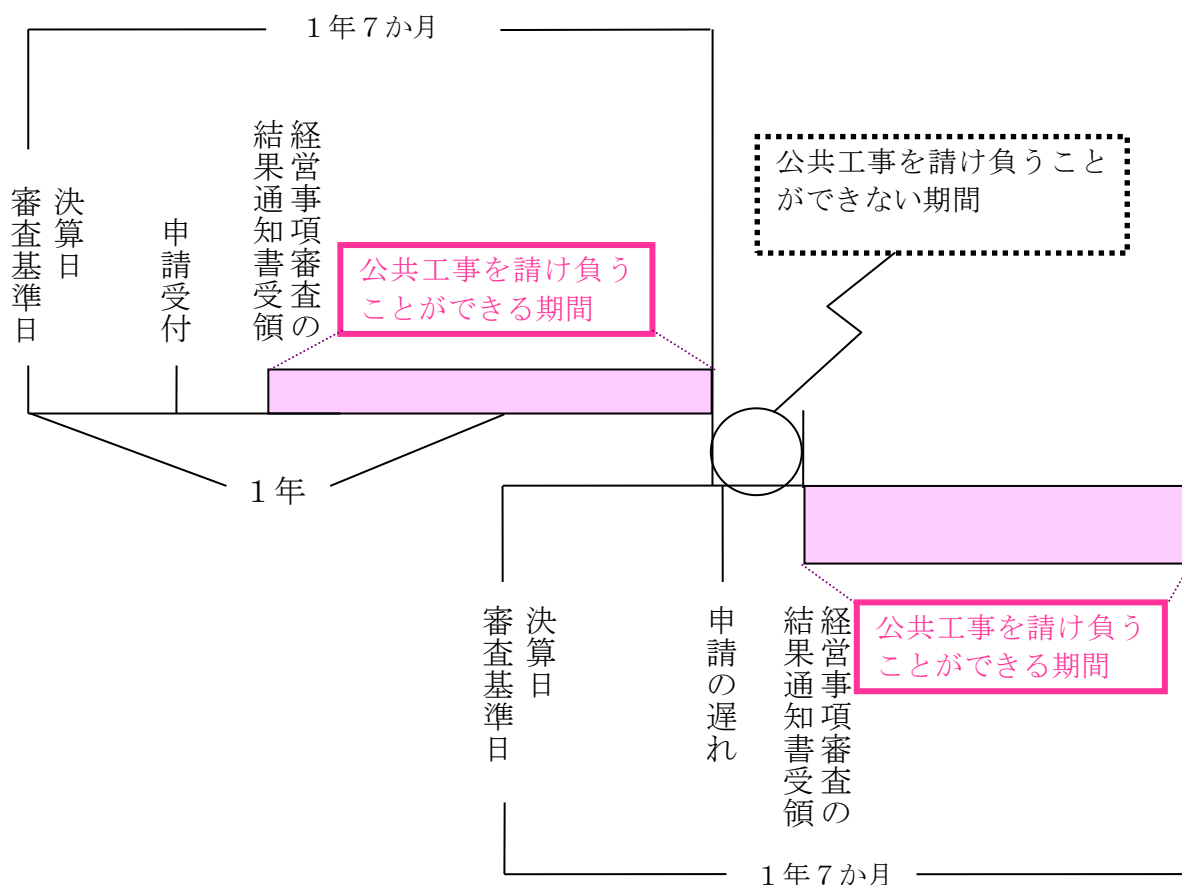 １年７か月
決算日
審査基準日
申請受付
経営事項審査の
結果通知書受領
公共工事を請け負う
ことができる期間
公共工事を請け負うこと
ができない期間
１年
決算日
審査基準日
申請の遅れ
経営事項審査の
結果通知書受領
公共工事を請け負う
ことができる期間
１年７か月